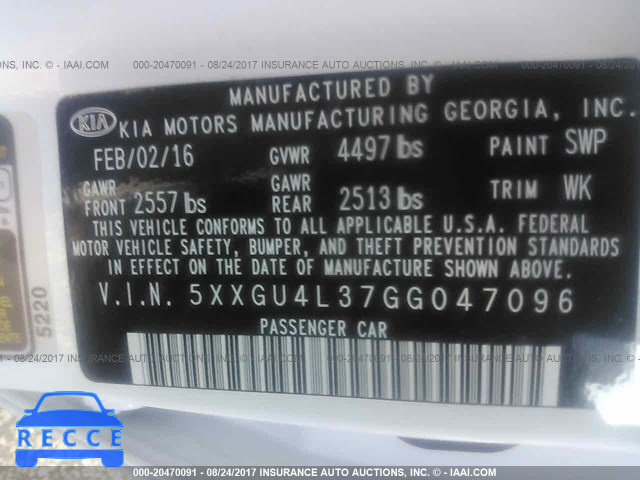 TIONS, INC. - © - IAAI.COM 000-20470091 - 08/24/2017 INSURANCE AUTO AUCTIONS, INC. - © - IAAI.COM
MANUFACTURED BY
KIA
KIA MOTORS MANUFACTURING GEORGIA, INC.
FEB/02/16 GVWR 4497 lbs PAINT SWP
GAWR FRONT 2557 lbs GAWR REAR 2513 lbs TRIM WK
THIS VEHICLE CONFORMS TO ALL APPLICABLE U.S.A. FEDERAL
MOTOR VEHICLE SAFETY, BUMPER, AND THEFT PREVENTION STANDARDS
IN EFFECT ON THE DATE OF MANUFACTURE SHOWN ABOVE.
V.I.N. 5XXGU4L37GG047096
PASSENGER CAR
5220
RECCE
000-20470091 - 08/24/2017 INSURANCE AUTO AUCTIONS, INC. - © - IAAI.COM